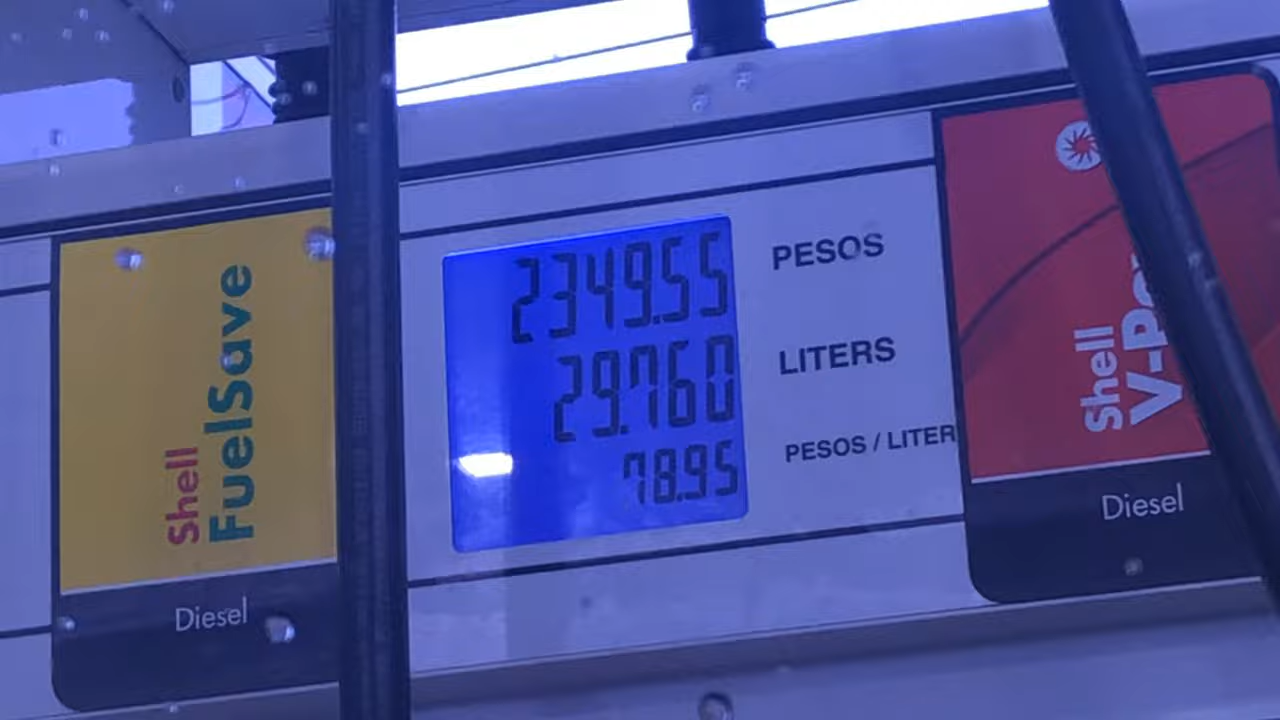 Shell
FuelSave
Diesel
2349.55
PESOS
29.760
LITERS
78.95
PESOS / LITER
Shell
Diesel